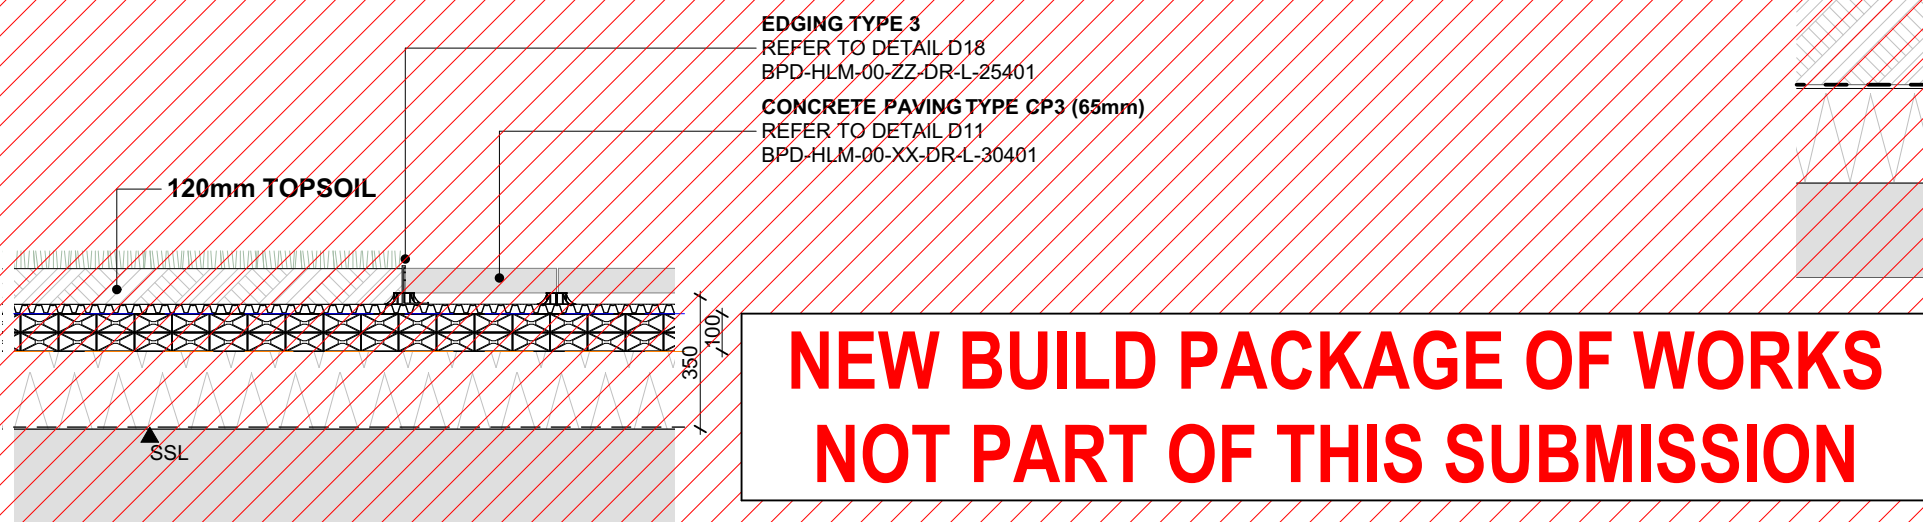 EDGING TYPE 3
REFER TO DETAIL D18
BPD-HLM-00-ZZ-DR-L-25401
CONCRETE PAVING TYPE CP3 (65mm)
REFER TO DETAIL D11
BPD-HLM-00-XX-DR-L-30401
120mm TOPSOIL
100
350
SSL
NEW BUILD PACKAGE OF WORKS
NOT PART OF THIS SUBMISSION